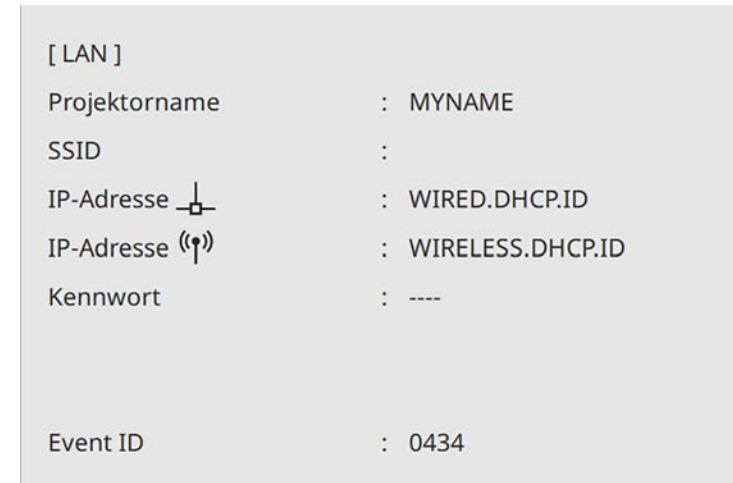 [ LAN ]
Projektorname : MYNAME
SSID :
IP-Adresse : WIRED.DHCP.ID
IP-Adresse : WIRELESS.DHCP.ID
Kennwort : ----
Event ID : 0434